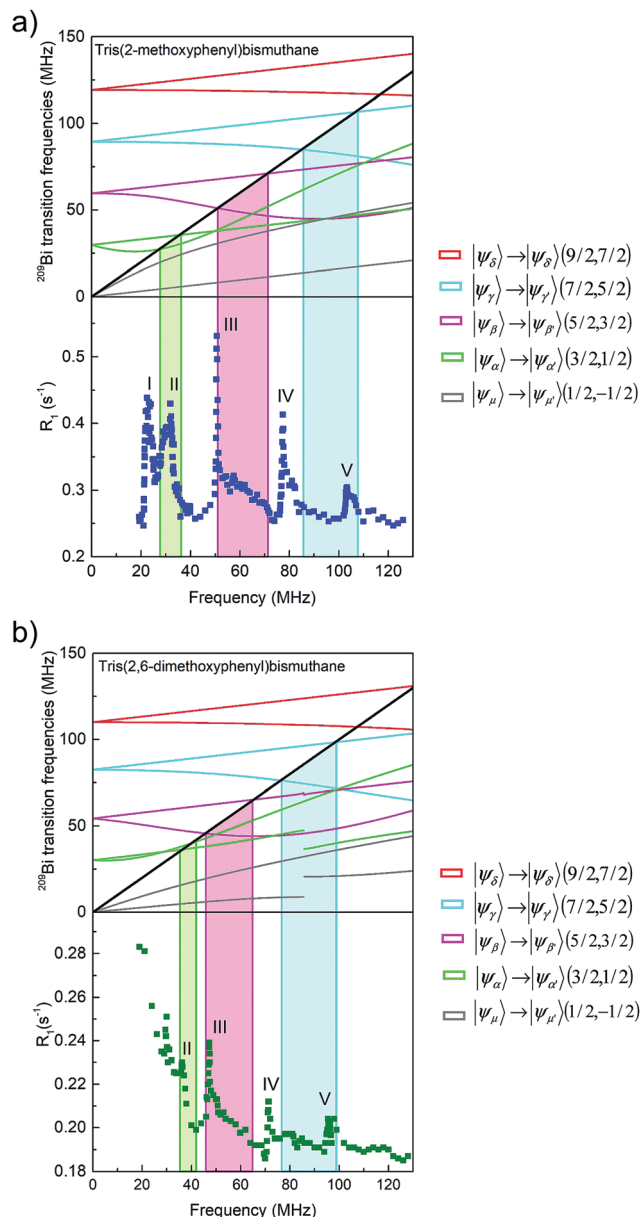 a)
Tris(2-methoxyphenyl)bismuthane
150
100
50
0
²⁰⁹Bi transition frequencies (MHz)
I
II
III
IV
V
0.5
0.4
0.3
0.2
R₁ (s⁻¹)
0 20 40 60 80 100 120
Frequency (MHz)
|ψδ⟩→|ψδ⟩(9/2,7/2)
|ψγ⟩→|ψγ'⟩(7/2,5/2)
|ψβ⟩→|ψβ'⟩(5/2,3/2)
|ψα⟩→|ψα'⟩(3/2,1/2)
|ψμ⟩→|ψμ'⟩(1/2,-1/2)
b)
Tris(2,6-dimethoxyphenyl)bismuthane
150
100
50
0
²⁰⁹Bi transition frequencies (MHz)
II
III
IV
V
0.28
0.26
0.24
0.22
0.20
0.18
R₁(s⁻¹)
0 20 40 60 80 100 120
Frequency (MHz)
|ψδ⟩→|ψδ⟩(9/2,7/2)
|ψγ⟩→|ψγ⟩(7/2,5/2)
|ψβ⟩→|ψβ'⟩(5/2,3/2)
|ψα⟩→|ψα'⟩(3/2,1/2)
|ψμ⟩→|ψμ'⟩(1/2,-1/2)